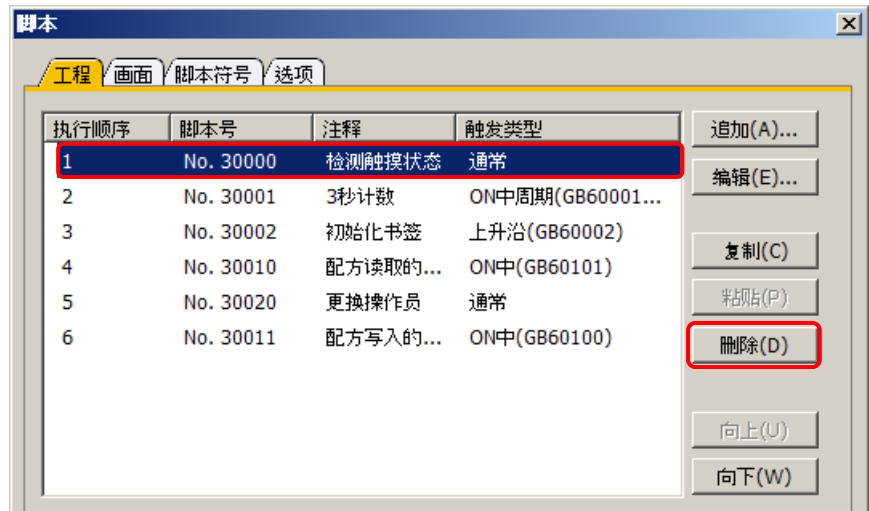 脚本
工程 画面 脚本符号 选项
执行顺序 脚本号 注释 触发类型
1 No. 30000 检测触摸状态 通常
2 No. 30001 3秒计数 ON中周期(GB60001...
3 No. 30002 初始化书签 上升沿(GB60002)
4 No. 30010 配方读取的... ON中(GB60101)
5 No. 30020 更换操作员 通常
6 No. 30011 配方写入的... ON中(GB60100)
追加(A)...
编辑(E)...
复制(C)
粘贴(P)
删除(D)
向上(U)
向下(W)